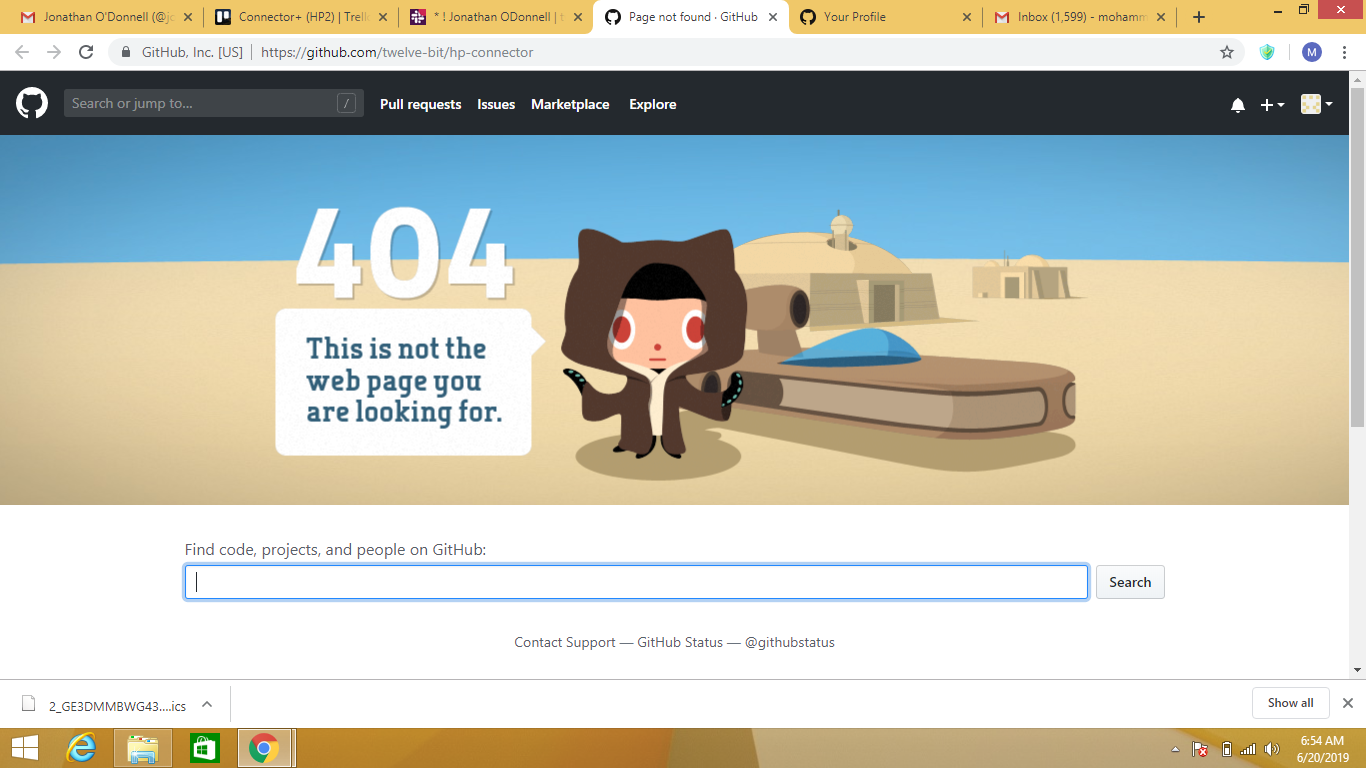 Jonathan O'Donnell (@jo
Connector+ (HP2) | Trell
* ! Jonathan ODonnell | t
Page not found · GitHub
Your Profile
Inbox (1,599) - mohamm
GitHub, Inc. [US] | https://github.com/twelve-bit/hp-connector
M
Search or jump to... /
Pull requests Issues Marketplace Explore
404
This is not the
web page you
are looking for.
Find code, projects, and people on GitHub:
Search
Contact Support — GitHub Status — @githubstatus
2_GE3DMMBWG43....ics
Show all
6:54 AM
6/20/2019